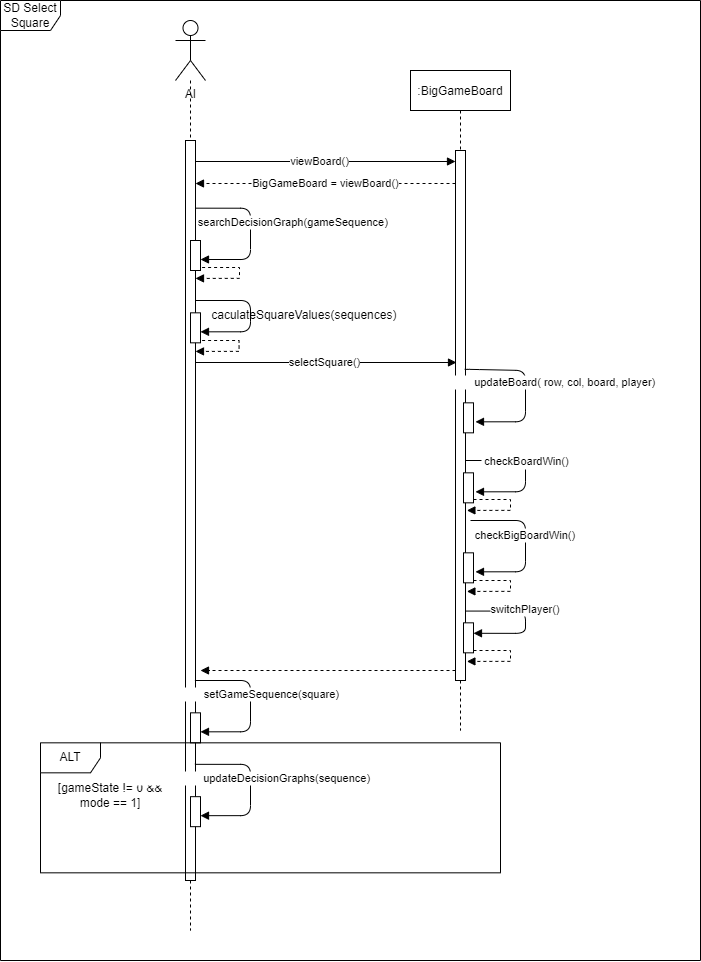 SD Select
Square
AI
:BigGameBoard
viewBoard()
BigGameBoard = viewBoard()
searchDecisionGraph(gameSequence)
caculateSquareValues(sequences)
selectSquare()
updateBoard( row, col, board, player)
checkBoardWin()
checkBigBoardWin()
switchPlayer()
setGameSequence(square)
ALT
updateDecisionGraphs(sequence)
[gameState != 0 &&
mode == 1]